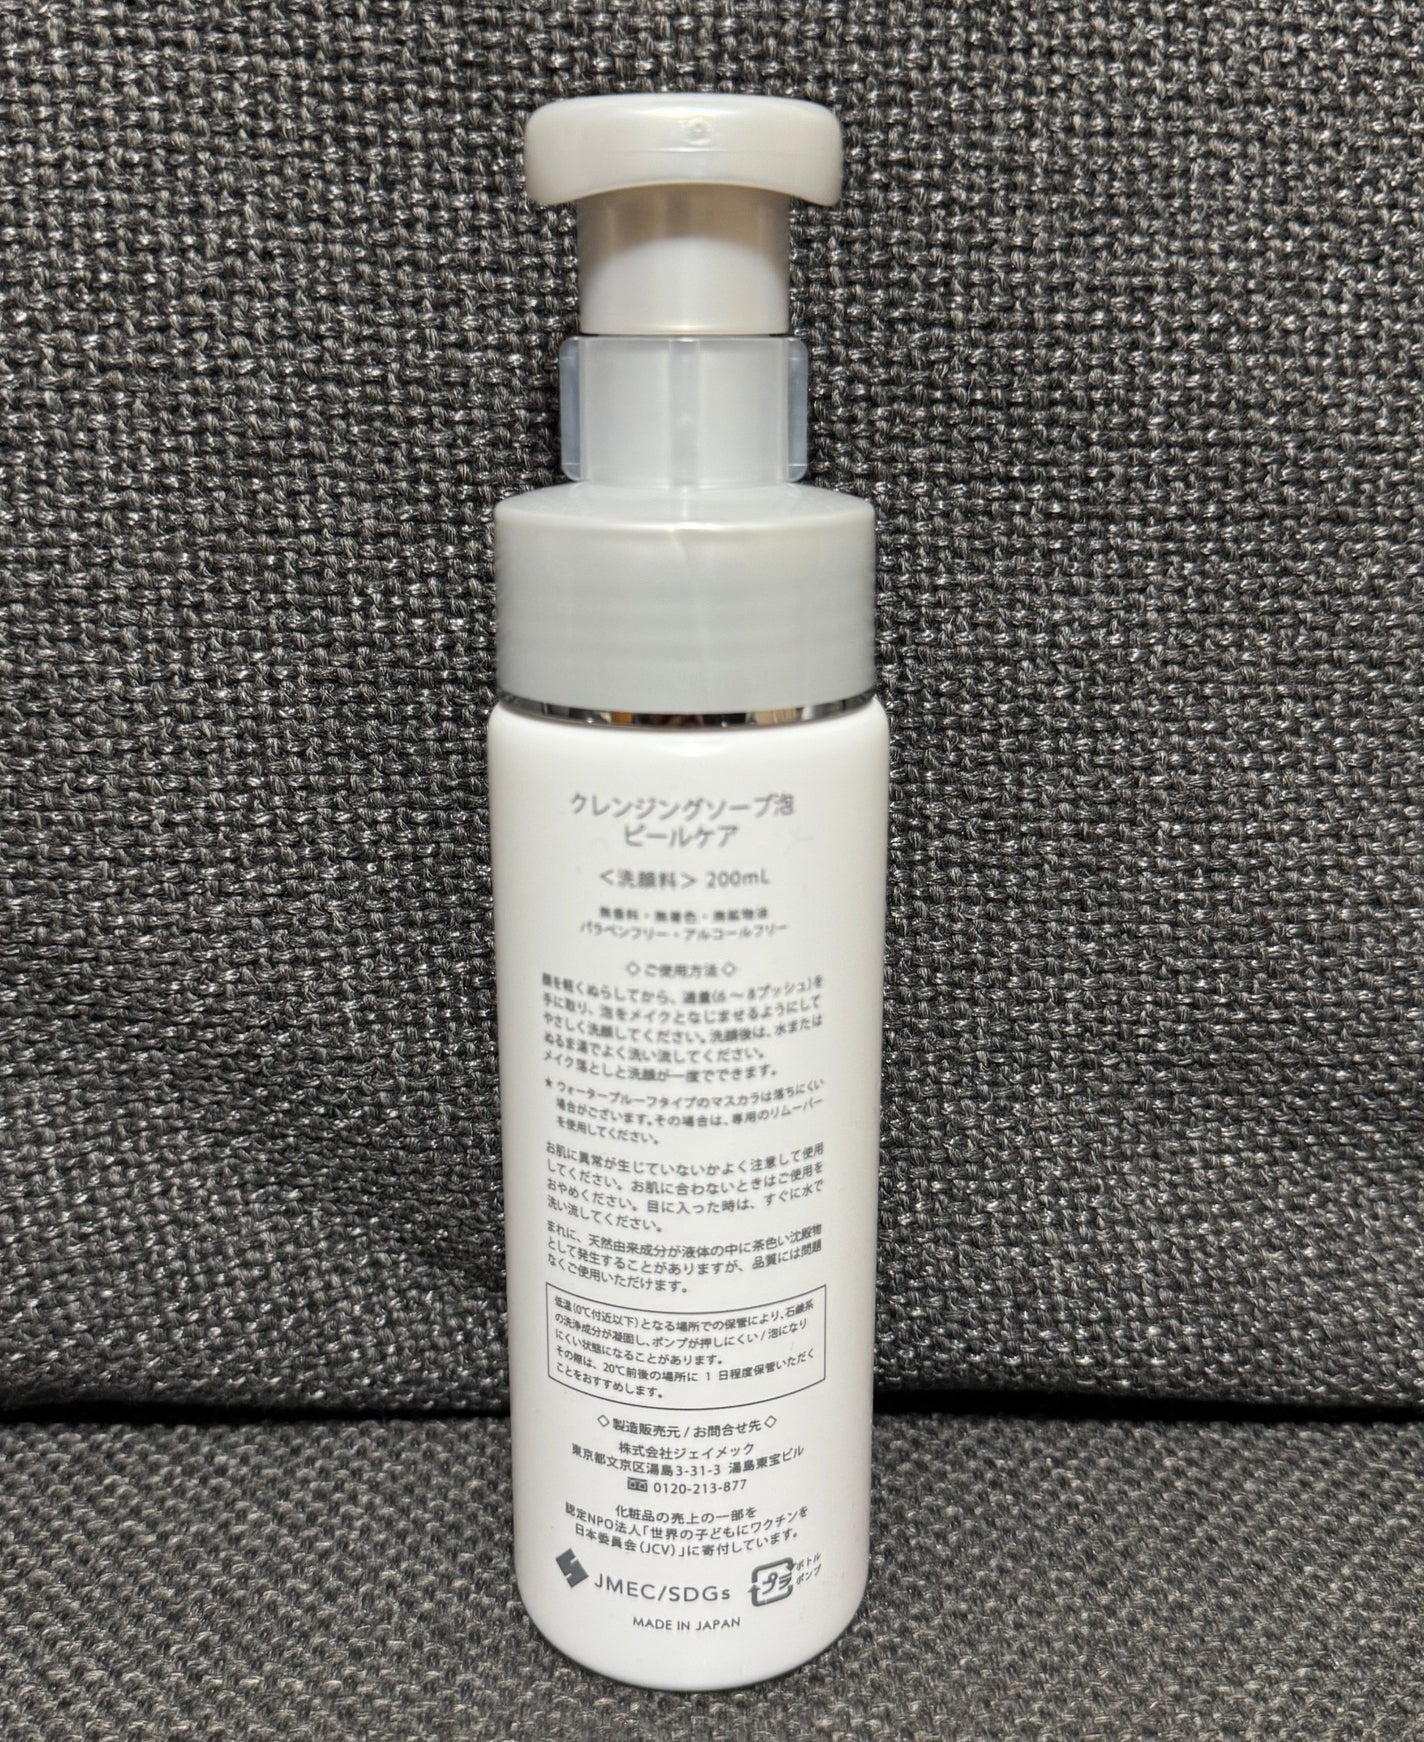 クレンジングソープ泡
ピールケア
＜洗顔料＞ 200mL
無香料・無着色・無鉱物油
パラベンフリー・アルコールフリー
◇ご使用方法◇
顔を軽くぬらしてから、適量(6～8プッシュ)を
手に取り、泡をメイクとなじませるようにして
やさしく洗顔してください。洗顔後は、水または
ぬるま湯でよく洗い流してください。
メイク落としと洗顔が一度でできます。
★ウォータープルーフタイプのマスカラは落ちにくい
場合がございます。その場合は、専用のリムーバー
を使用してください。
お肌に異常が生じていないかよく注意して使用
してください。お肌に合わないときはご使用を
おやめください。目に入った時は、すぐに水で
洗い流してください。
まれに、天然由来成分が液体の中に茶色い沈殿物
として発生することがありますが、品質には問題
なくご使用いただけます。
低温(0℃付近以下)となる場所での保管により、石鹸系
の洗浄成分が凝固し、ポンプが押しにくい/泡になり
にくい状態になることがあります。
その際は、20℃前後の場所に 1 日程度保管いただく
ことをおすすめします。
◇製造販売元/お問合せ先◇
株式会社ジェイメック
東京都文京区湯島3-31-3 湯島東宝ビル
0120-213-877
化粧品の売上の一部を
認定NPO法人「世界の子どもにワクチンを
日本委員会(JCV)」に寄付しています。
JMEC/SDGs
プラ
ボトル
ポンプ
MADE IN JAPAN